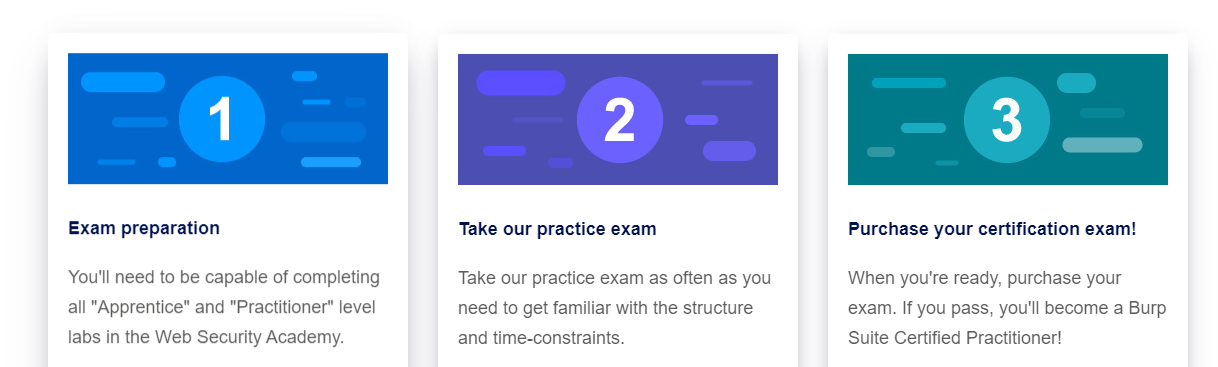 1
Exam preparation
You'll need to be capable of completing
all "Apprentice" and "Practitioner" level
labs in the Web Security Academy.
2
Take our practice exam
Take our practice exam as often as you
need to get familiar with the structure
and time-constraints.
3
Purchase your certification exam!
When you're ready, purchase your
exam. If you pass, you'll become a Burp
Suite Certified Practitioner!